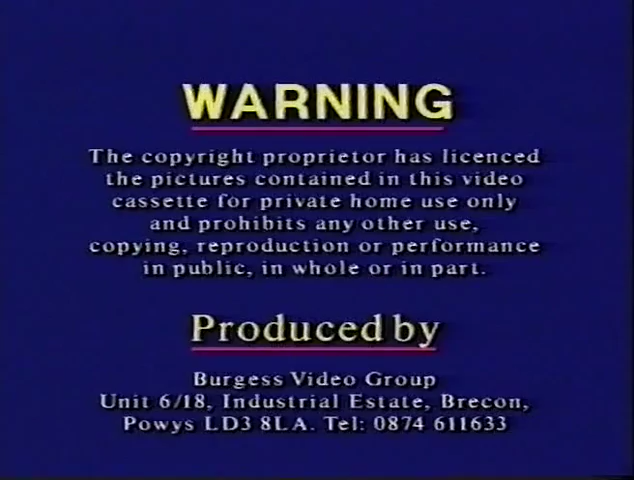 WARNING
The copyright proprietor has licenced
the pictures contained in this video
cassette for private home use only
and prohibits any other use,
copying, reproduction or performance
in public, in whole or in part.
Produced by
Burgess Video Group
Unit 6/18, Industrial Estate, Brecon,
Powys LD3 8LA. Tel: 0874 611633